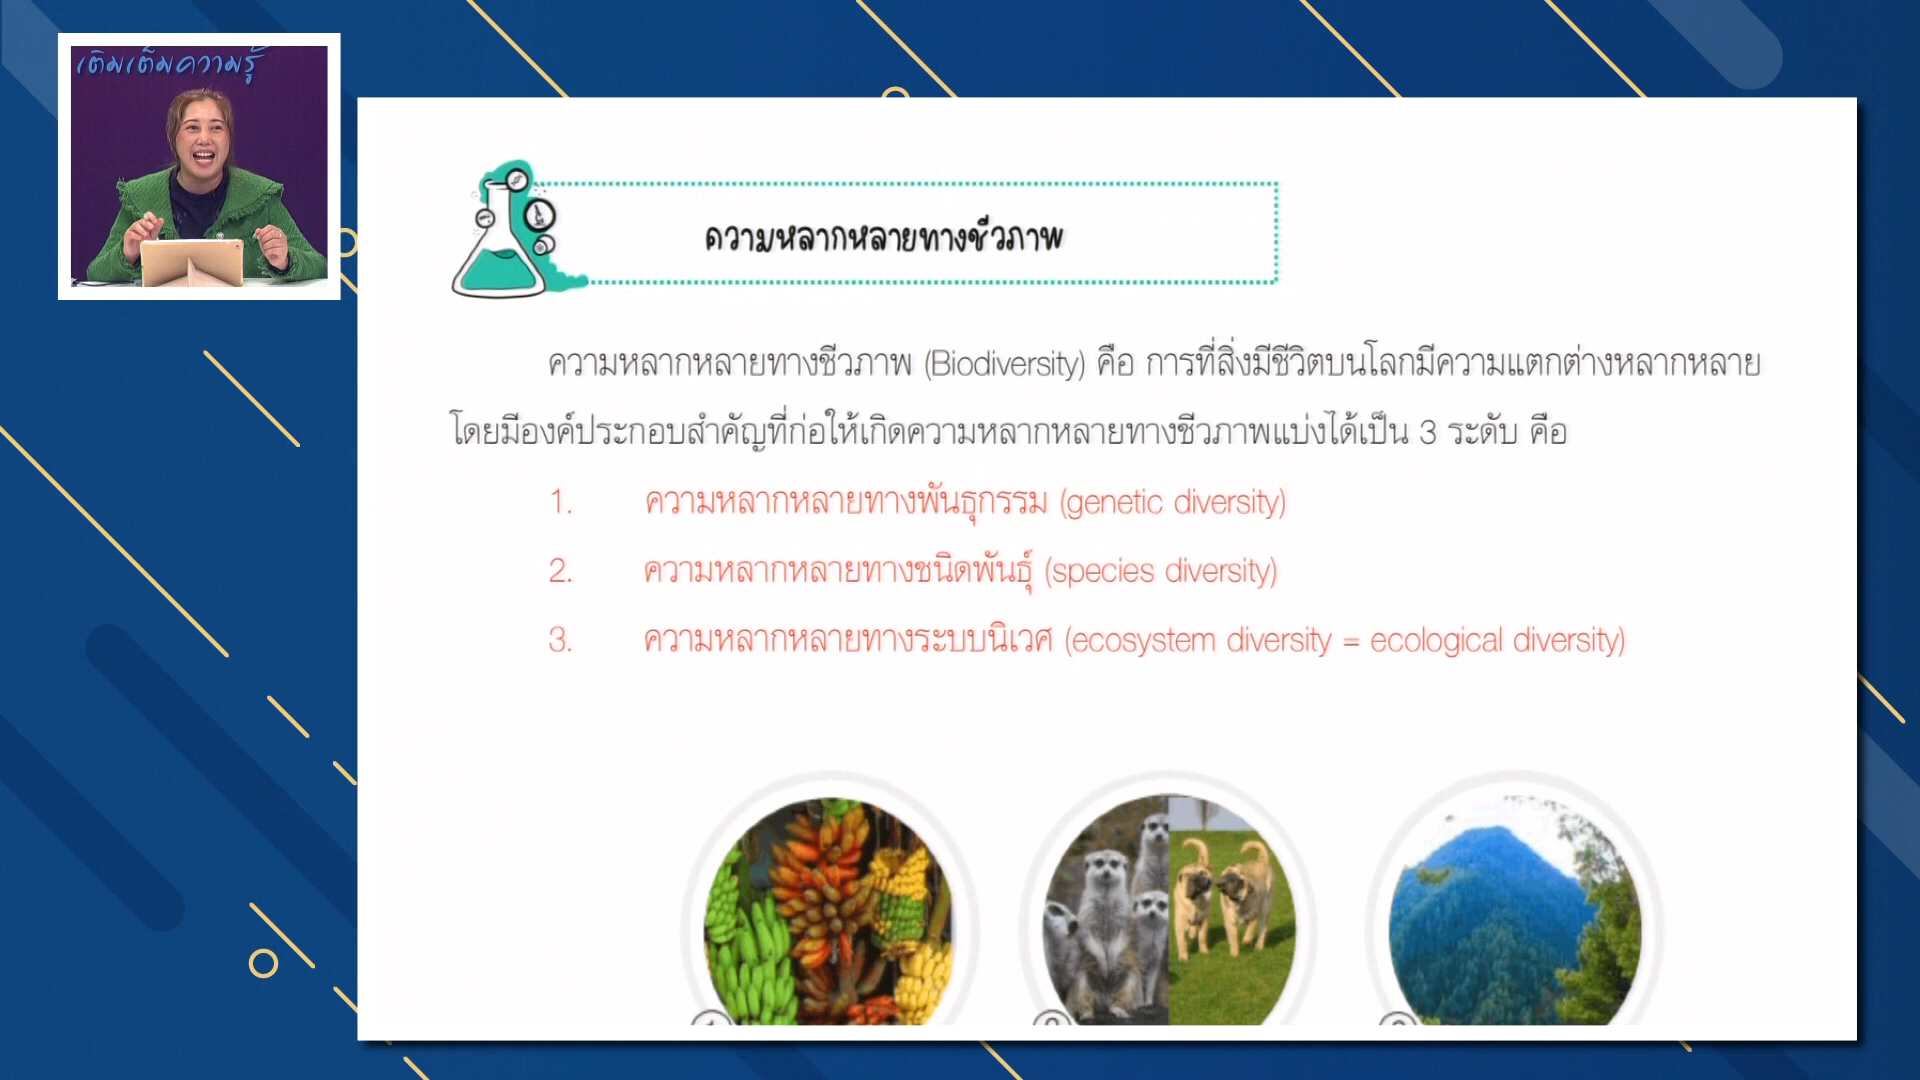 เติมเต็มความรู้
ความหลากหลายทางชีวภาพ
ความหลากหลายทางชีวภาพ (Biodiversity) คือ การที่สิ่งมีชีวิตบนโลกมีความแตกต่างหลากหลาย
โดยมีองค์ประกอบสำคัญที่ก่อให้เกิดความหลากหลายทางชีวภาพแบ่งได้เป็น 3 ระดับ คือ
1. ความหลากหลายทางพันธุกรรม (genetic diversity)
2. ความหลากหลายทางชนิดพันธุ์ (species diversity)
3. ความหลากหลายทางระบบนิเวศ (ecosystem diversity = ecological diversity)